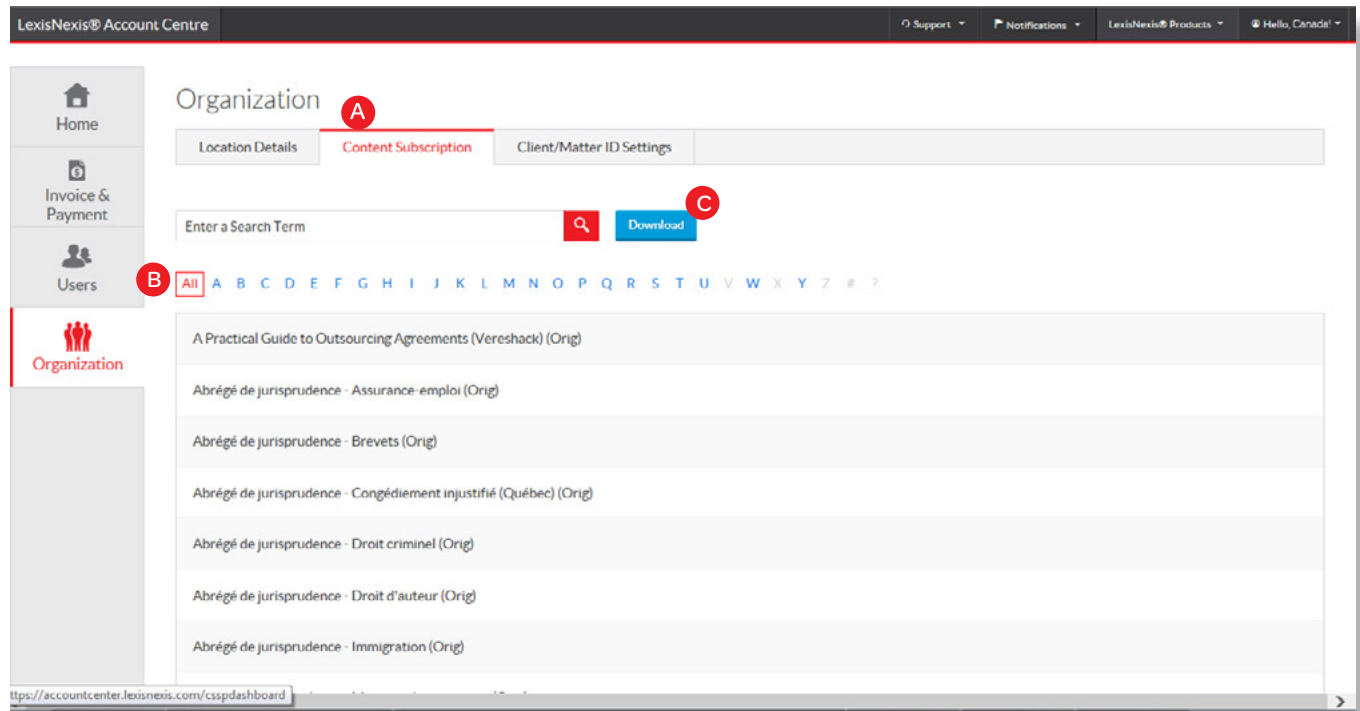 LexisNexis® Account Centre
Support
Notifications
LexisNexis® Products
Hello, Canada!
Home
Invoice &
Payment
Users
Organization
Organization
A
Location Details
Content Subscription
Client/Matter ID Settings
Enter a Search Term
Download
C
B
All A B C D E F G H I J K L M N O P Q R S T U V W X Y Z # ?
A Practical Guide to Outsourcing Agreements (Vereshack) (Orig)
Abrégé de jurisprudence - Assurance-emploi (Orig)
Abrégé de jurisprudence - Brevets (Orig)
Abrégé de jurisprudence - Congédiement injustifié (Québec) (Orig)
Abrégé de jurisprudence - Droit criminel (Orig)
Abrégé de jurisprudence - Droit d'auteur (Orig)
Abrégé de jurisprudence - Immigration (Orig)
ttps://accountcenter.lexisnexis.com/csspdashboard